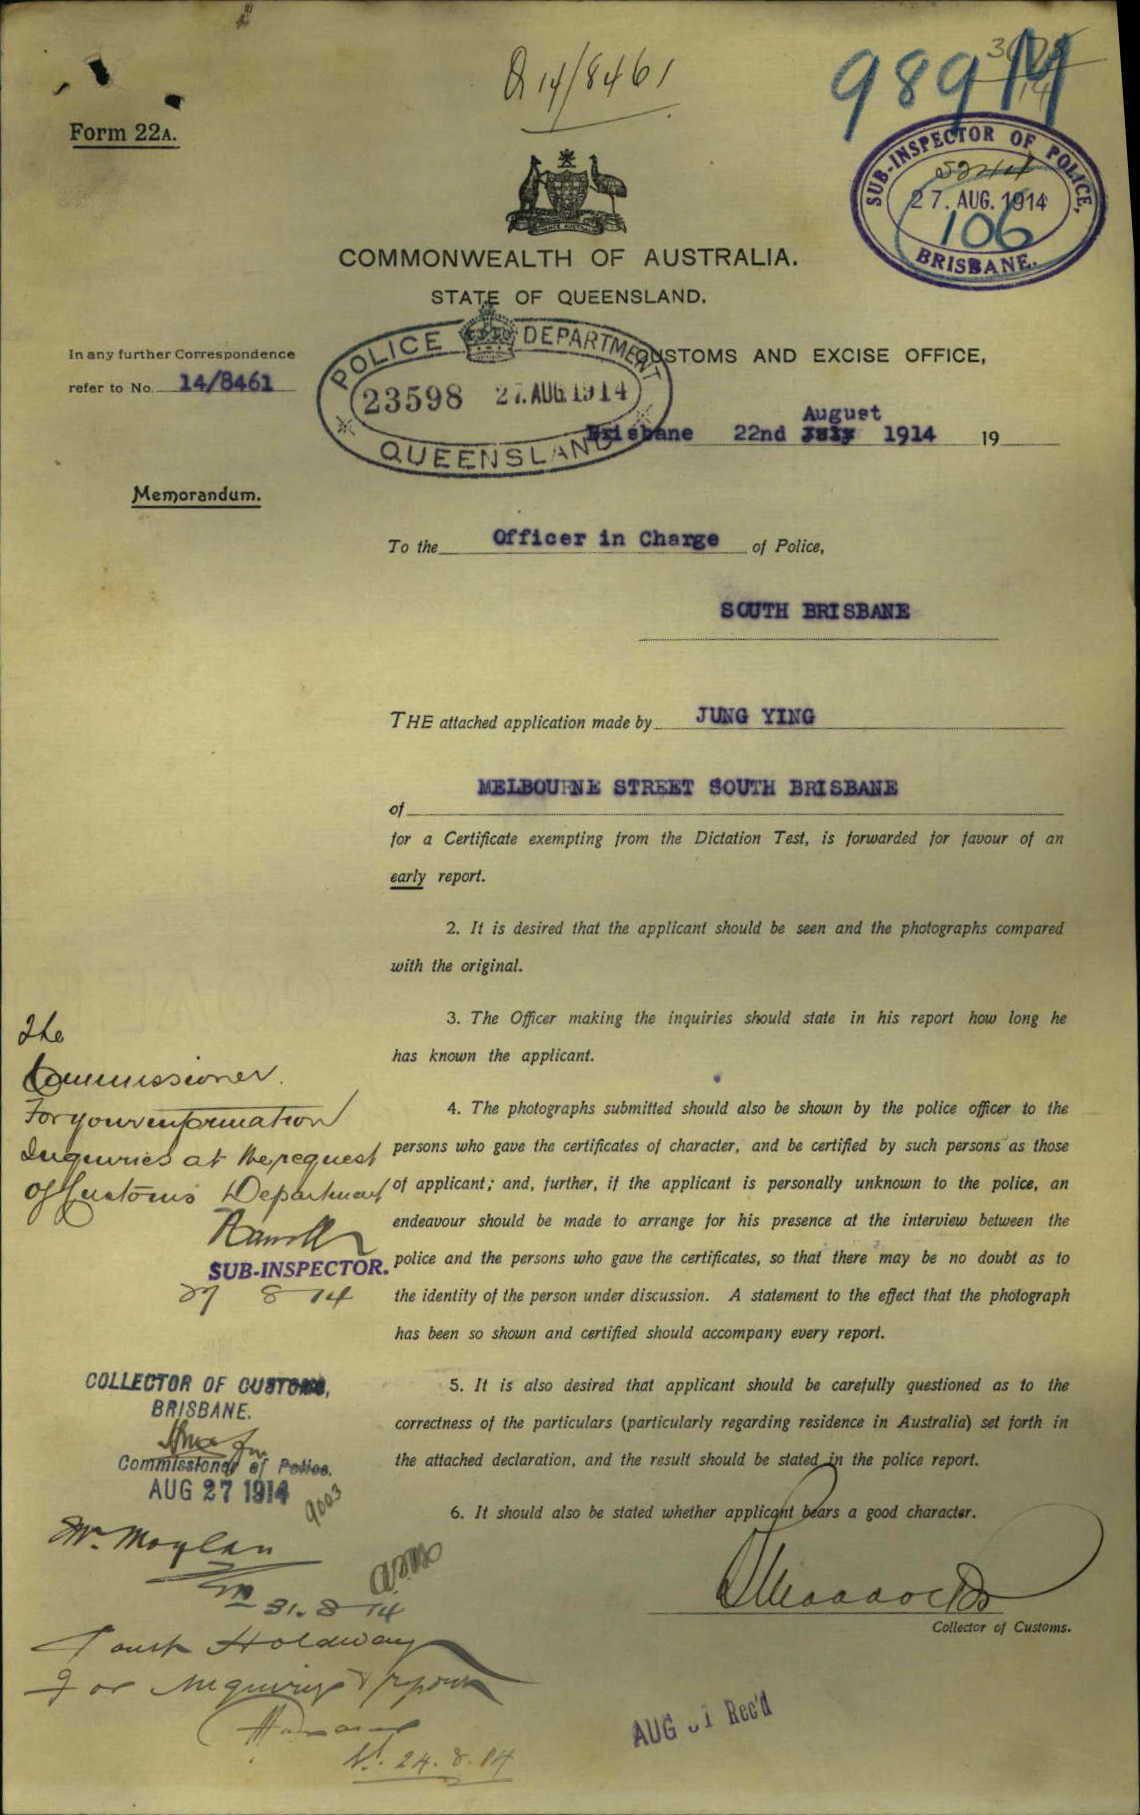 Q 14/8461
989 M
Form 22A.
SUB-INSPECTOR OF POLICE,
27. AUG. 1914
106
BRISBANE.
COMMONWEALTH OF AUSTRALIA.
STATE OF QUEENSLAND.
In any further Correspondence
refer to No. 14/8461
POLICE DEPARTMENT
23598 27. AUG. 1914
QUEENSLAND
CUSTOMS AND EXCISE OFFICE,
August
Brisbane 22nd July 1914 19
Memorandum.
To the Officer in Charge of Police,
SOUTH BRISBANE
THE attached application made by JUNG YING
MELBOURNE STREET SOUTH BRISBANE
of
for a Certificate exempting from the Dictation Test, is forwarded for favour of an
early report.
2. It is desired that the applicant should be seen and the photographs compared
with the original.
3. The Officer making the inquiries should state in his report how long he
has known the applicant.
4. The photographs submitted should also be shown by the police officer to the
persons who gave the certificates of character, and be certified by such persons as those
of applicant; and, further, if the applicant is personally unknown to the police, an
endeavour should be made to arrange for his presence at the interview between the
police and the persons who gave the certificates, so that there may be no doubt as to
the identity of the person under discussion. A statement to the effect that the photograph
has been so shown and certified should accompany every report.
5. It is also desired that applicant should be carefully questioned as to the
correctness of the particulars (particularly regarding residence in Australia) set forth in
the attached declaration, and the result should be stated in the police report.
6. It should also be stated whether applicant bears a good character.
Collector of Customs.
The
Commissioner.
For your information
Inquiries at the request
of Customs Department
SUB-INSPECTOR.
27 8 14
COLLECTOR OF CUSTOMS,
BRISBANE.
Commissioner of Police.
AUG 27 1914
9003
Mr. Moylan
31. 8 14
Holdway
For inquiries & report
24. 8. 14
AUG 31 Rec'd